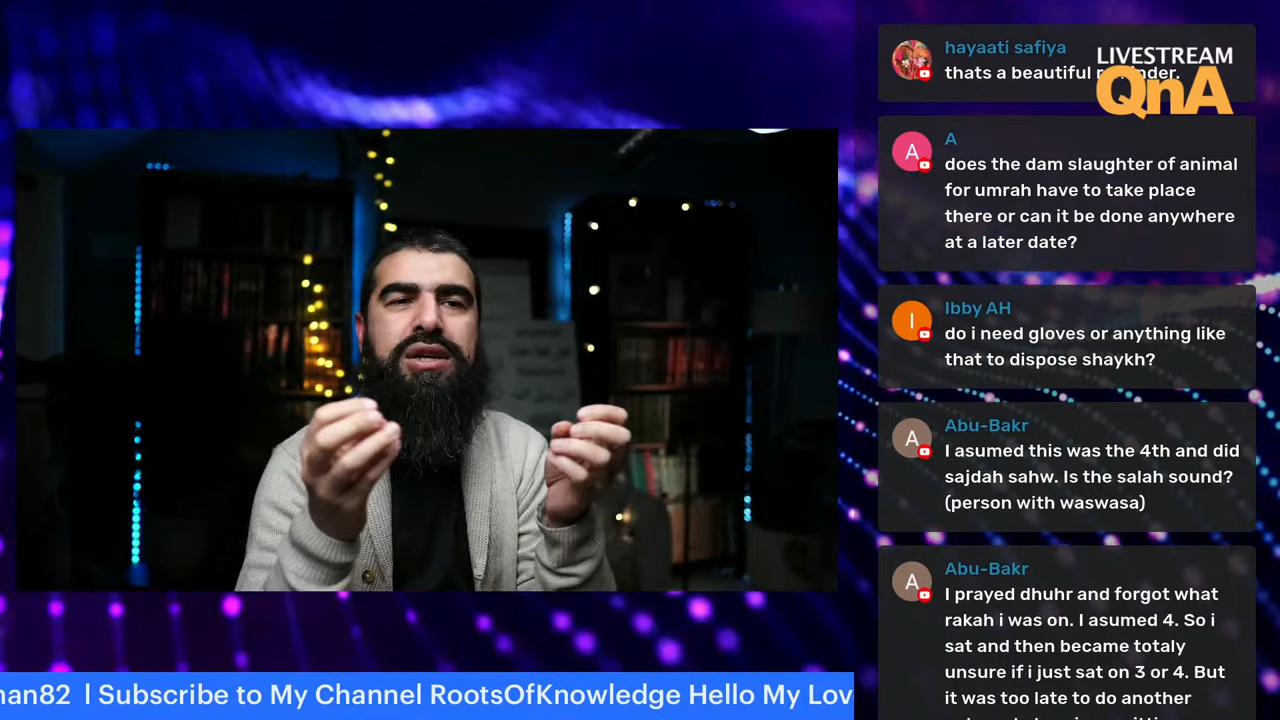 hayaati safiya
thats a beautiful
LIVESTREAM
QnA
A
A
does the dam slaughter of animal
for umrah have to take place
there or can it be done anywhere
at a later date?
I
Ibby AH
do i need gloves or anything like
that to dispose shaykh?
A
Abu-Bakr
I asumed this was the 4th and did
sajdah sahw. Is the salah sound?
(person with waswasa)
A
Abu-Bakr
I prayed dhuhr and forgot what
rakah i was on. I asumed 4. So i
sat and then became totaly
unsure if i just sat on 3 or 4. But
it was too late to do another
nan82 l Subscribe to My Channel RootsOfKnowledge Hello My Lov